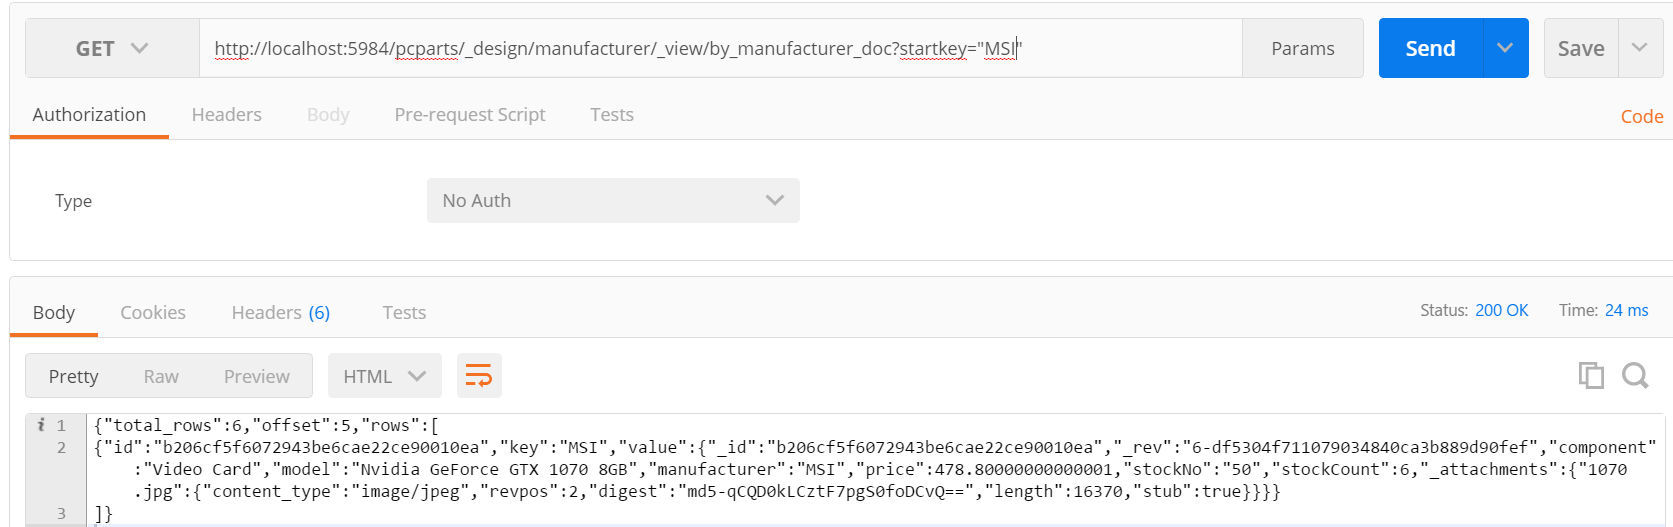 GET http://localhost:5984/pcparts/_design/manufacturer/_view/by_manufacturer_doc?startkey="MSI" Params Send Save
Authorization Headers Body Pre-request Script Tests Code
Type No Auth
Body Cookies Headers (6) Tests Status: 200 OK Time: 24 ms
Pretty Raw Preview HTML
i 1 {"total_rows":6,"offset":5,"rows":[
2 {"id":"b206cf5f6072943be6cae22ce90010ea","key":"MSI","value":{"_id":"b206cf5f6072943be6cae22ce90010ea","_rev":"6-df5304f711079034840ca3b889d90fef","component"
:"Video Card","model":"Nvidia GeForce GTX 1070 8GB","manufacturer":"MSI","price":478.80000000000001,"stockNo":"50","stockCount":6,"_attachments":{"1070
.jpg":{"content_type":"image/jpeg","revpos":2,"digest":"md5-qCQD0kLCztF7pgS0foDCvQ==","length":16370,"stub":true}}}}
3 ]}